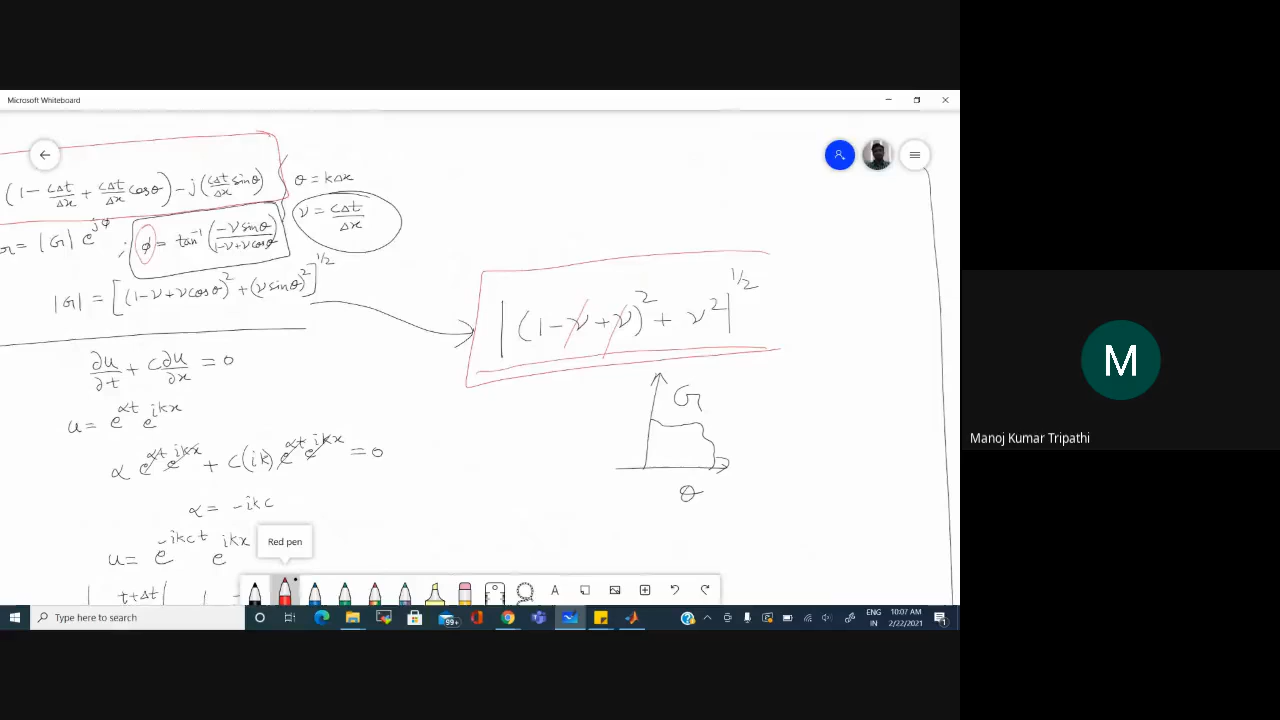 Microsoft Whiteboard
(1 - cΔt/Δx + cΔt/Δx cosθ) - j (cΔt/Δx sinθ)
θ = kΔx
G = |G| e^{jφ} ; φ = tan⁻¹ (-ν sinθ / 1-ν+ν cosθ)
ν = cΔt/Δx
|G| = [(1-ν+ν cosθ)² + (ν sinθ)²]^{1/2}
|(1-ν+ν)² + ν²|^{1/2}
∂u/∂t + c ∂u/∂x = 0
u = e^{αt} e^{ikx}
α e^{αt} e^{ikx} + c(ik) e^{αt} e^{ikx} = 0
α = -ikc
u = e^{-ikct} e^{ikx}
t+Δt
G
θ
Red pen
M
Manoj Kumar Tripathi
Type here to search
99+
ENG
IN
10:07 AM
2/22/2021